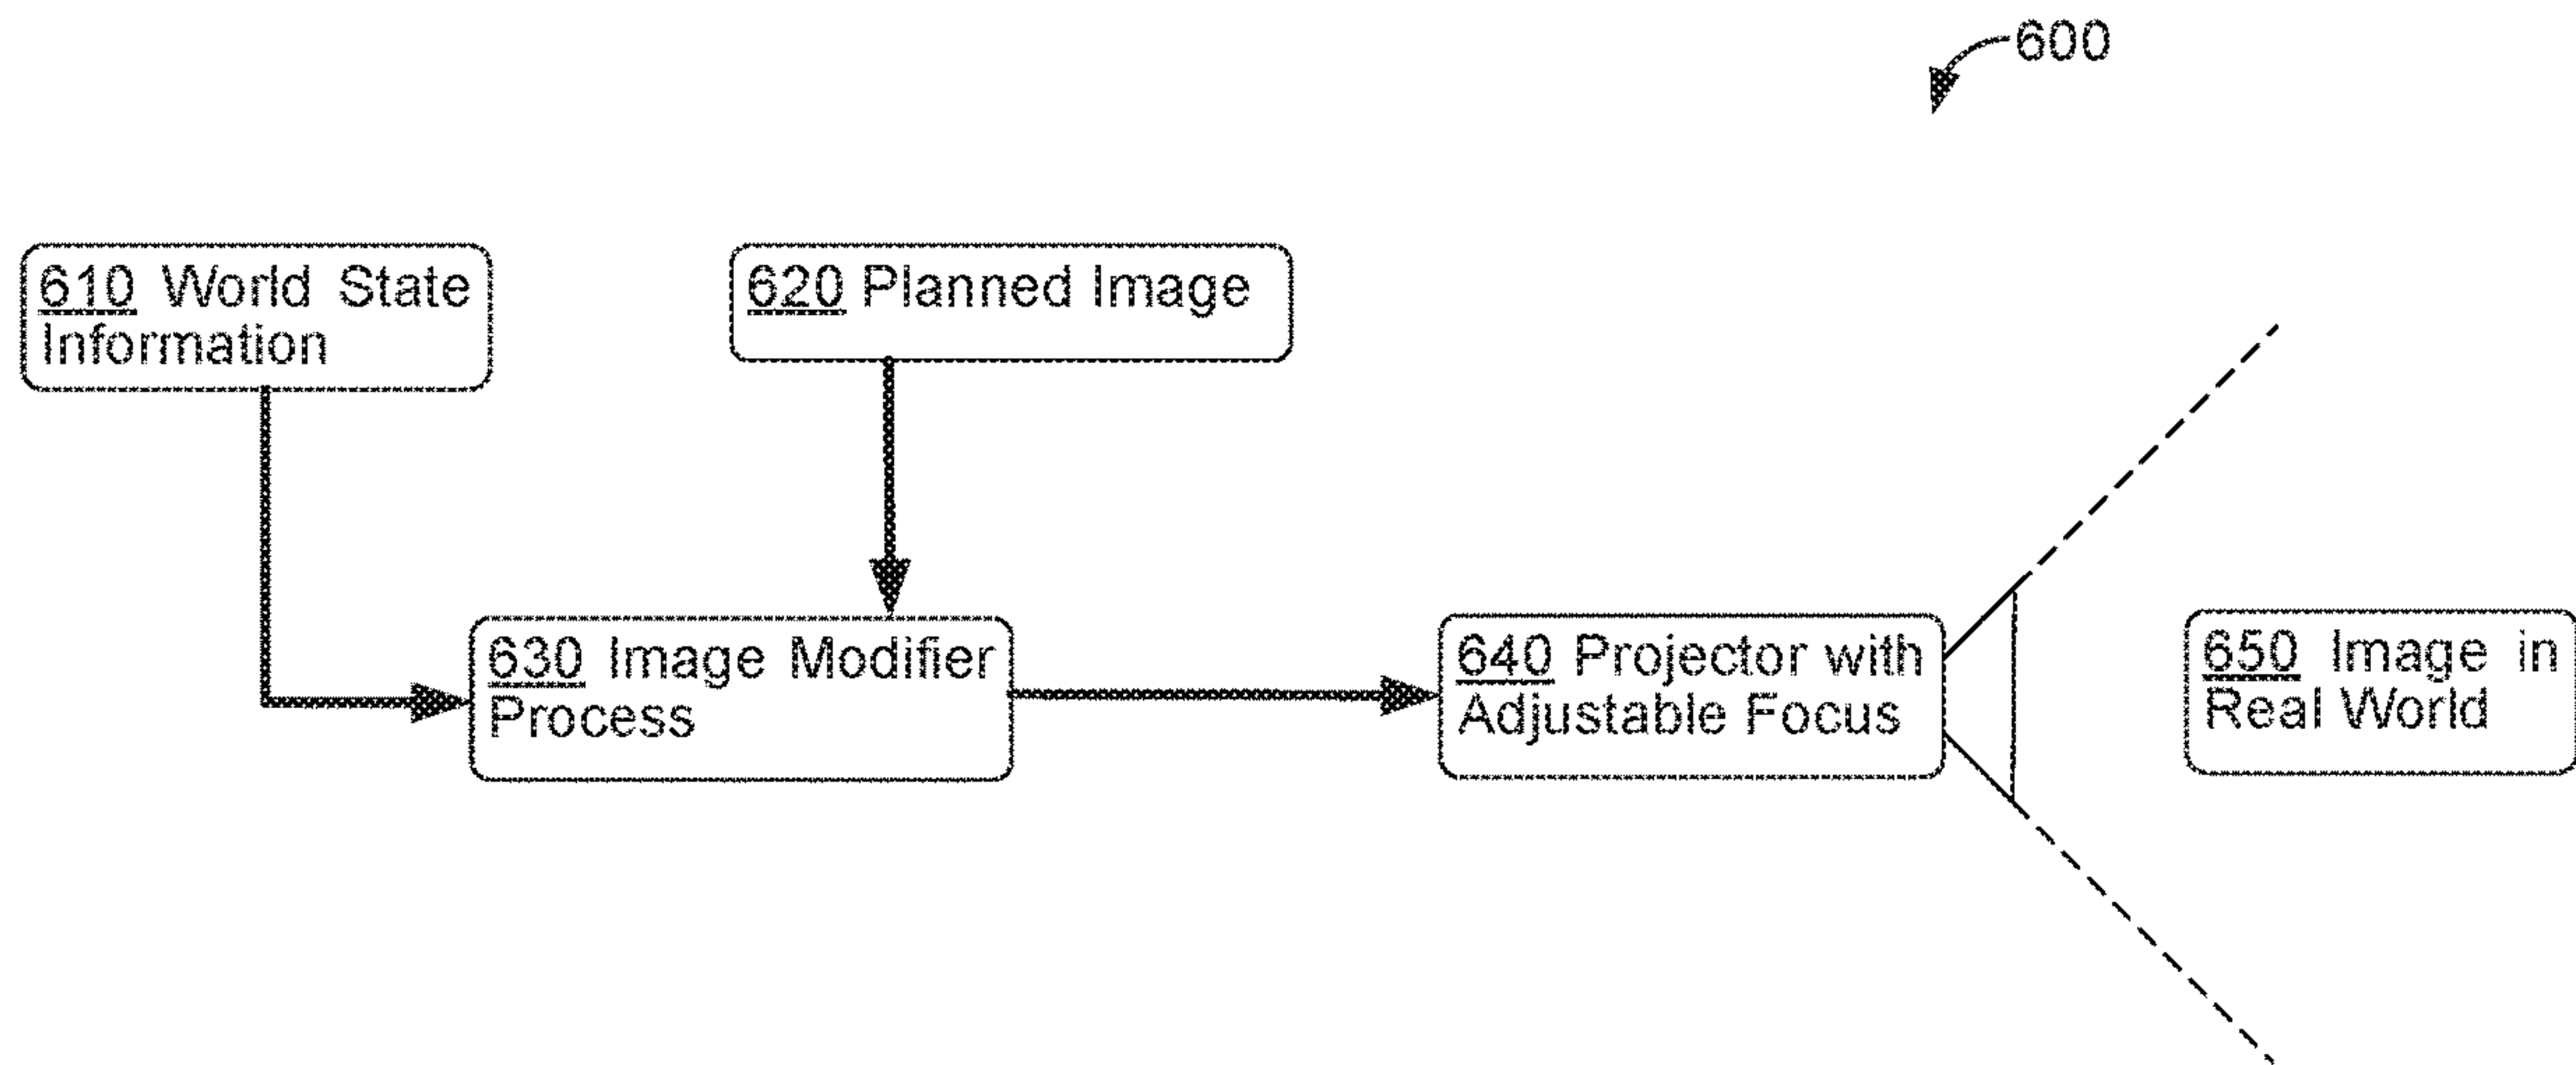 600
610 World State
Information
620 Planned Image
630 Image Modifier
Process
640 Projector with
Adjustable Focus
650 Image in
Real World